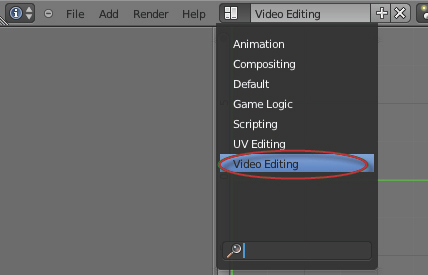 File Add Render Help Video Editing
Animation
Compositing
Default
Game Logic
Scripting
UV Editing
Video Editing